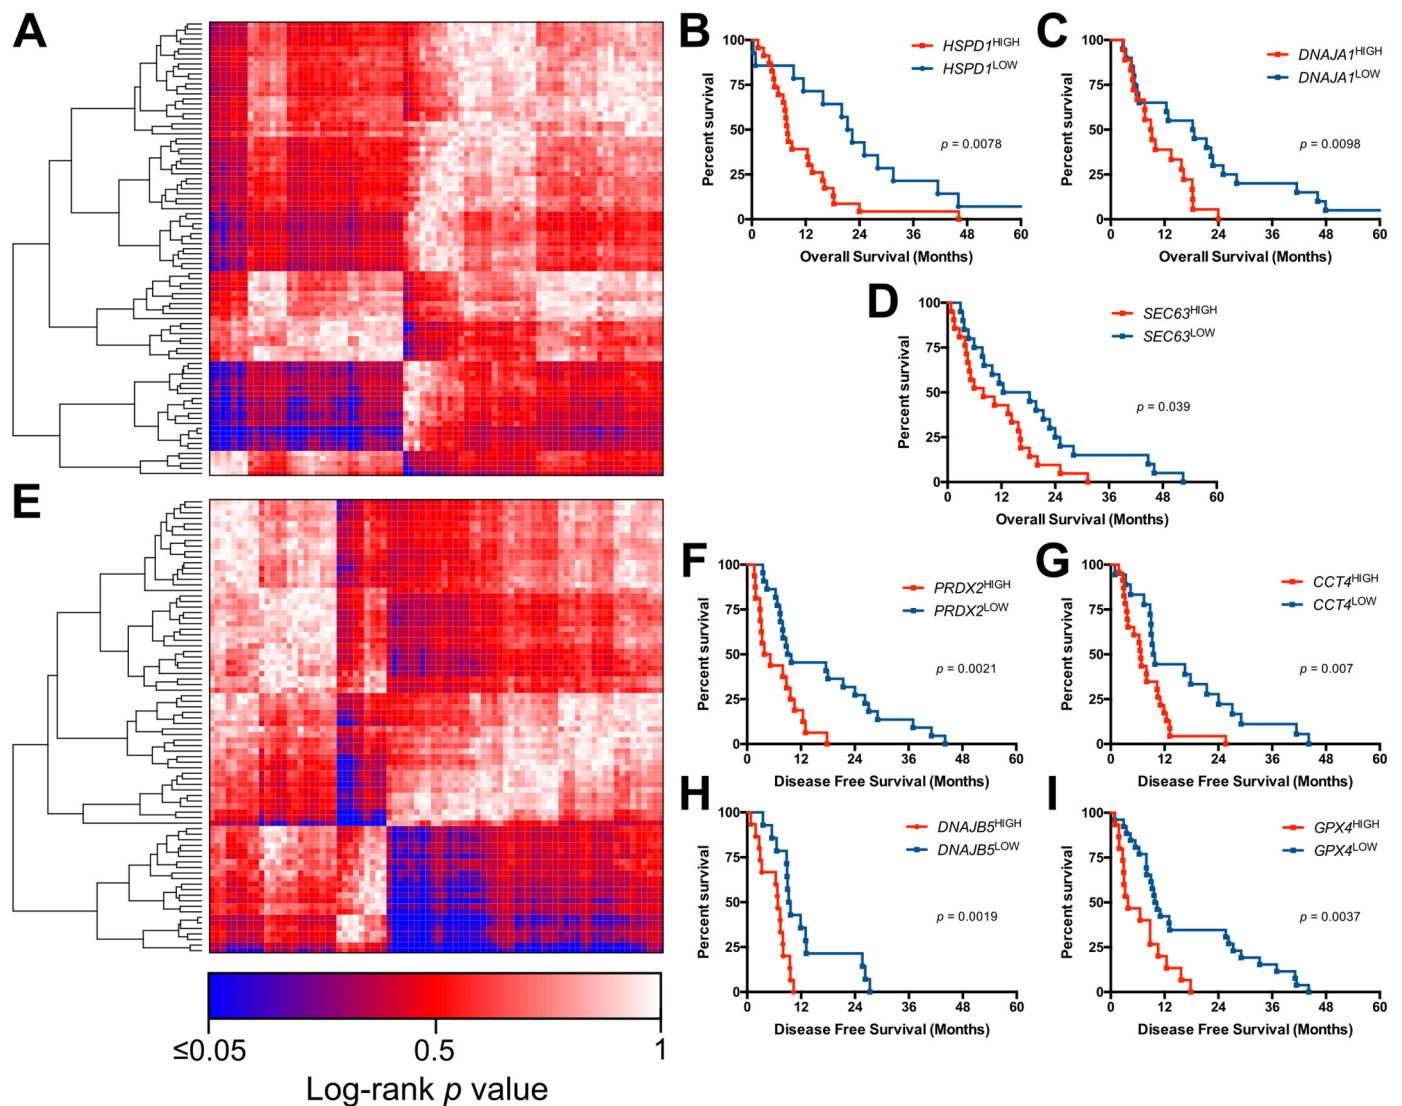 A
B
Percent survival
100
75
50
25
0
HSPD1HIGH
HSPD1LOW
p = 0.0078
0 12 24 36 48 60
Overall Survival (Months)
C
Percent survival
100
75
50
25
0
DNAJA1HIGH
DNAJA1LOW
p = 0.0098
0 12 24 36 48 60
Overall Survival (Months)
D
Percent survival
100
75
50
25
0
SEC63HIGH
SEC63LOW
p = 0.039
0 12 24 36 48 60
Overall Survival (Months)
E
≤0.05 0.5 1
Log-rank p value
F
Percent survival
100
75
50
25
0
PRDX2HIGH
PRDX2LOW
p = 0.0021
0 12 24 36 48 60
Disease Free Survival (Months)
G
Percent survival
100
75
50
25
0
CCT4HIGH
CCT4LOW
p = 0.007
0 12 24 36 48 60
Disease Free Survival (Months)
H
Percent survival
100
75
50
25
0
DNAJB5HIGH
DNAJB5LOW
p = 0.0019
0 12 24 36 48 60
Disease Free Survival (Months)
I
Percent survival
100
75
50
25
0
GPX4HIGH
GPX4LOW
p = 0.0037
0 12 24 36 48 60
Disease Free Survival (Months)